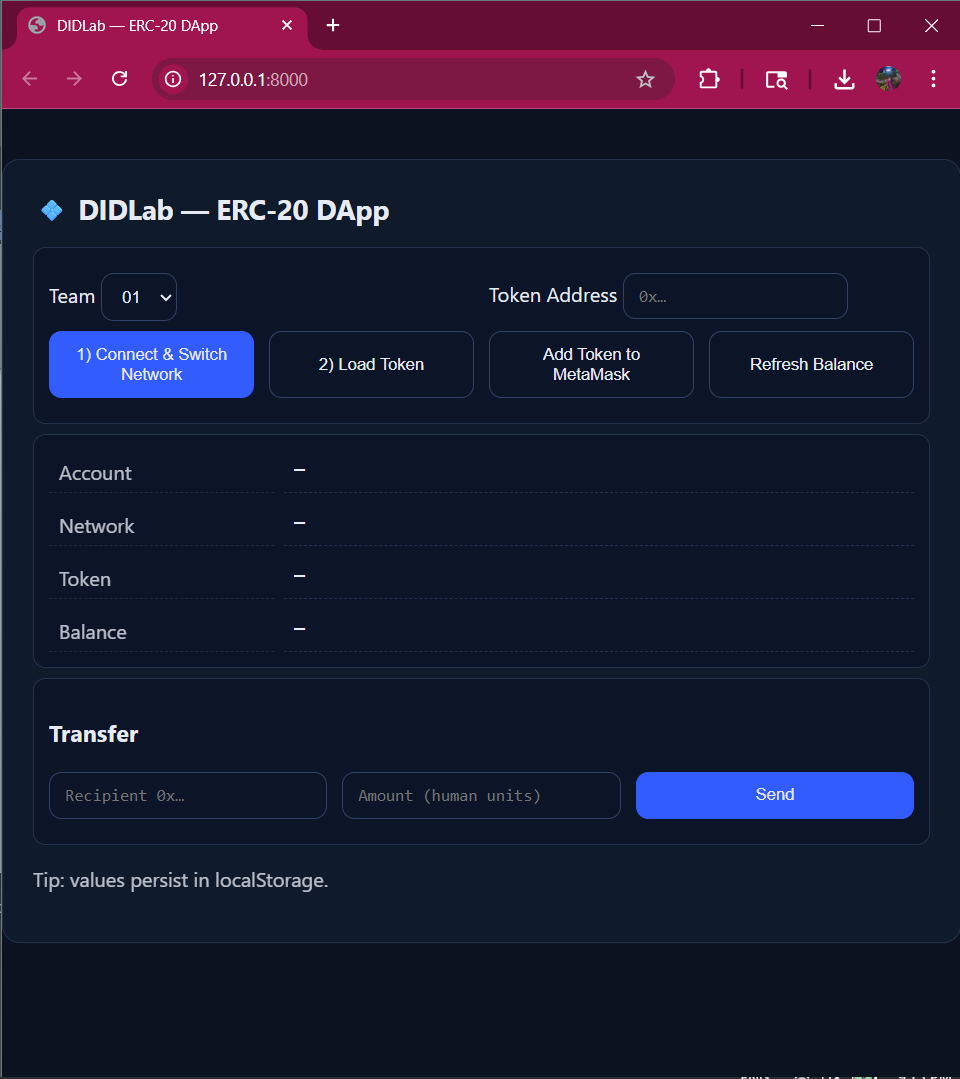 DIDLab — ERC-20 DApp
127.0.0.1:8000
DIDLab — ERC-20 DApp
Team 01 Token Address 0x…
1) Connect & Switch Network 2) Load Token Add Token to MetaMask Refresh Balance
Account –
Network –
Token –
Balance –
Transfer
Recipient 0x… Amount (human units) Send
Tip: values persist in localStorage.